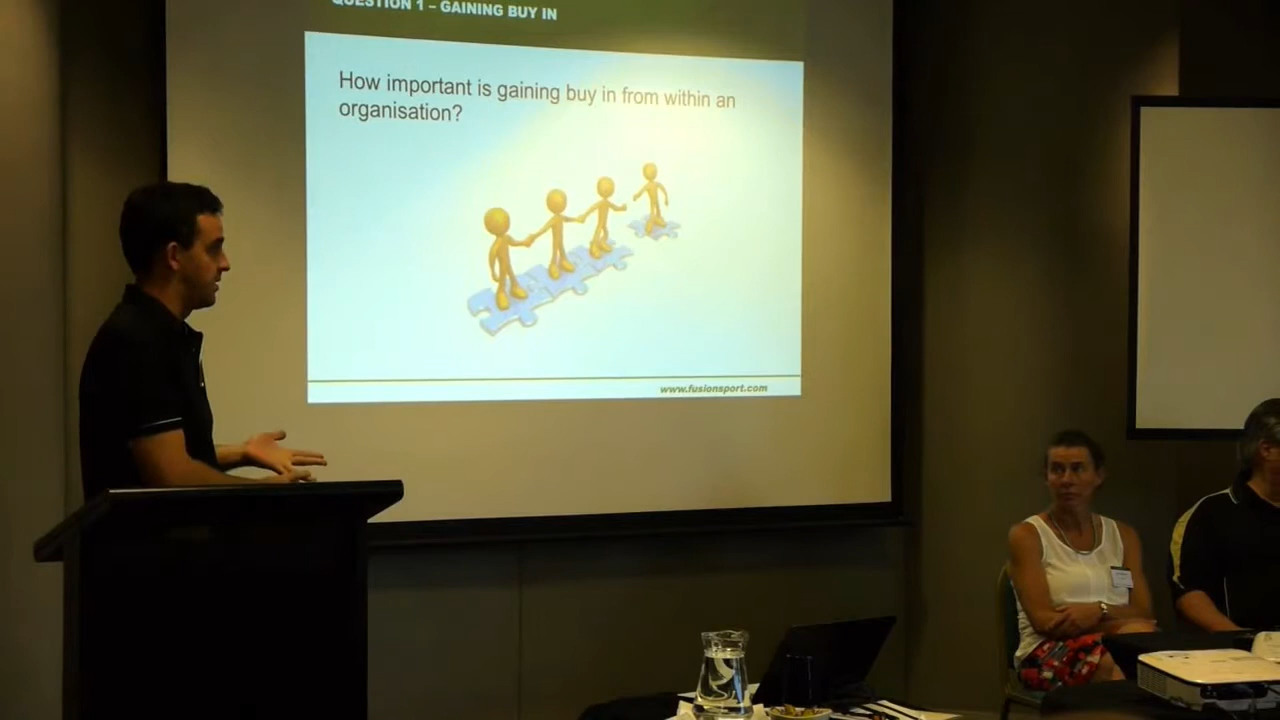 QUESTION 1 – GAINING BUY IN
How important is gaining buy in from within an
organisation?
www.fusionsport.com